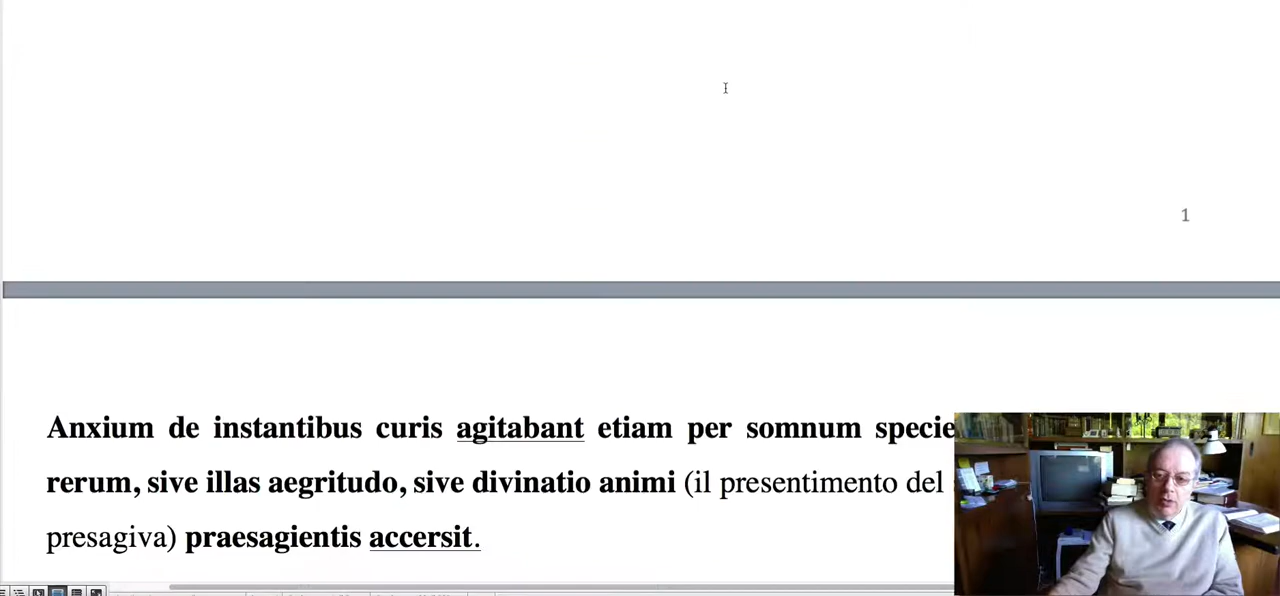 1
Anxium de instantibus curis agitabant etiam per somnum specie
rerum, sive illas aegritudo, sive divinatio animi (il presentimento del
presagiva) praesagientis accersit.